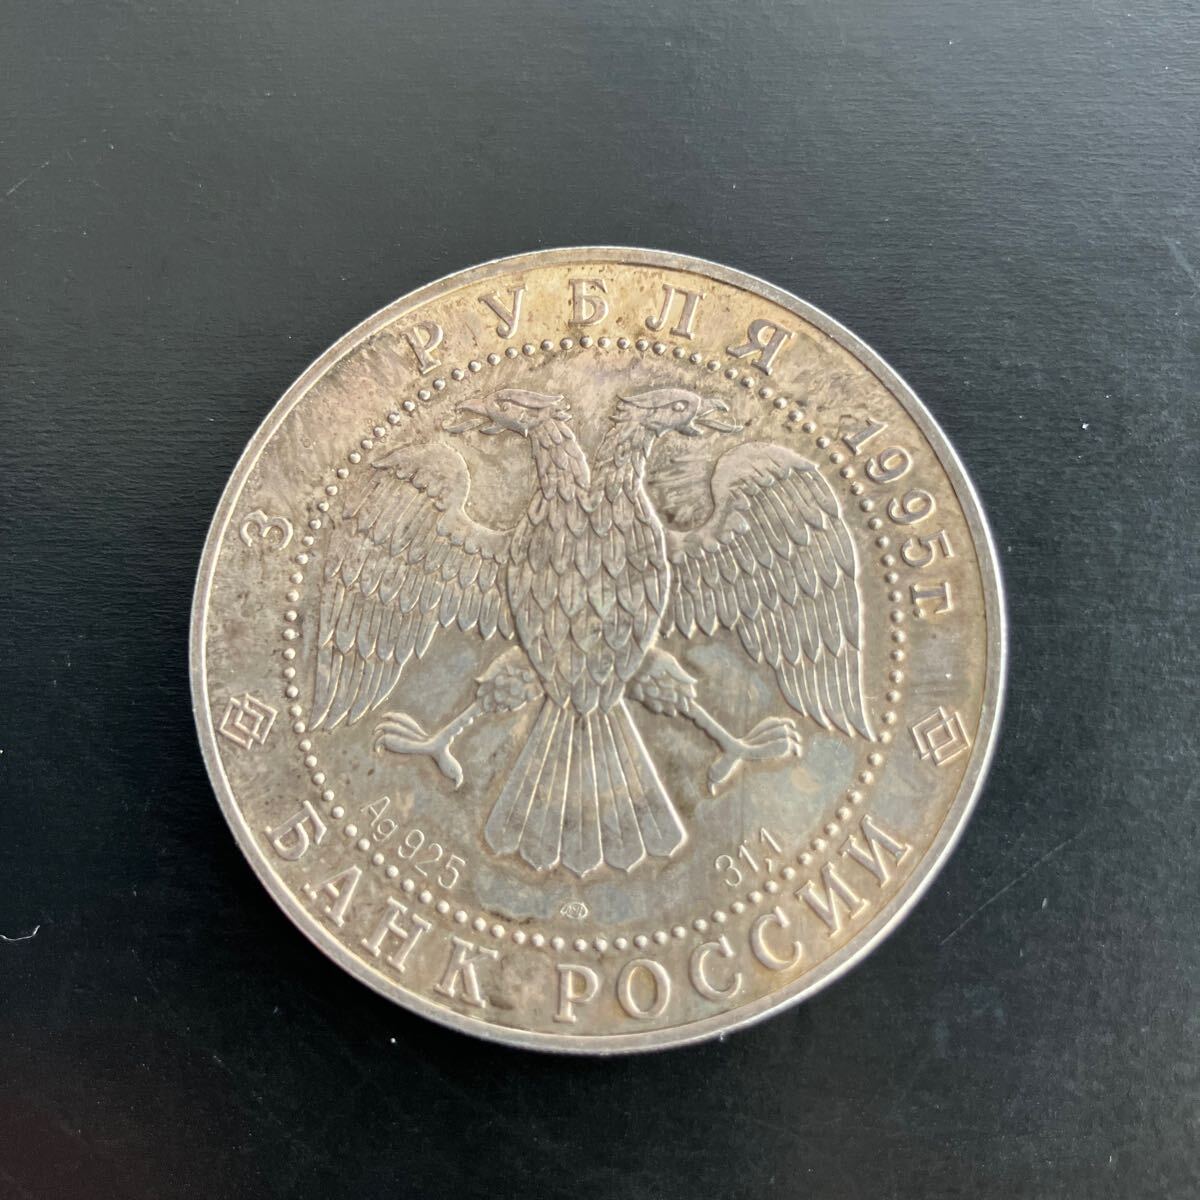 3 РУБЛЯ 1995г
Ag 925
31,1
БАНК РОССИИ